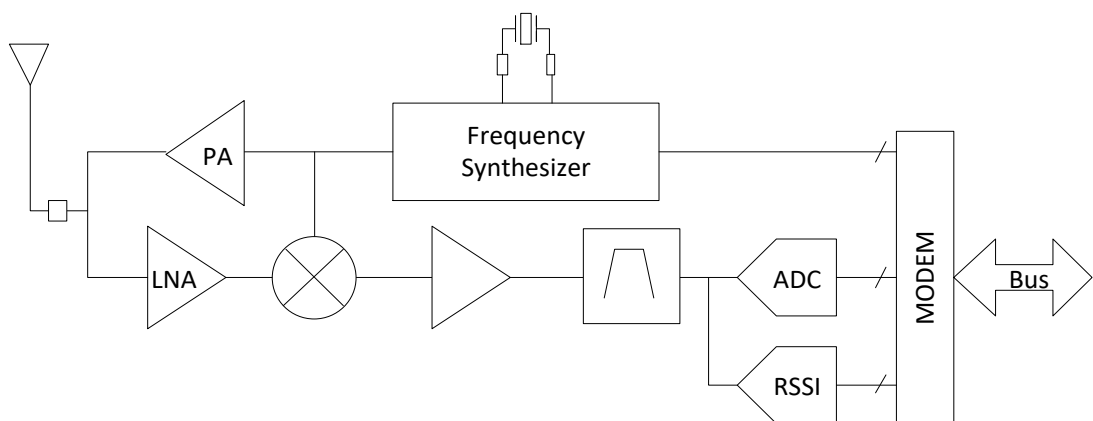 Frequency
Synthesizer
PA
LNA
ADC
RSSI
MODEM
Bus